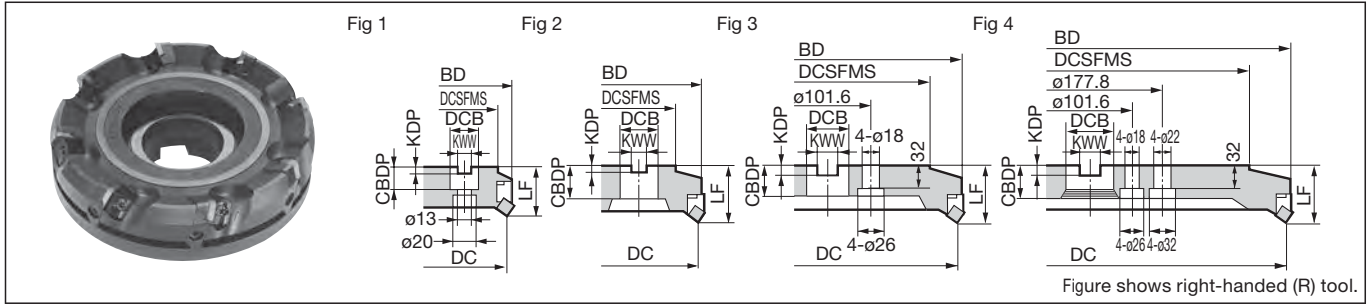 Fig 1
Fig 2
Fig 3
Fig 4
BD
DCSFMS
DCB
KWW
KDP
CBDP
LF
ø13
ø20
DC
BD
DCSFMS
DCB
KWW
KDP
CBDP
LF
DC
BD
DCSFMS
ø101.6
DCB
KWW
4-ø18
32
KDP
CBDP
LF
4-ø26
DC
BD
DCSFMS
ø177.8
ø101.6
DCB
KWW
4-ø18
4-ø22
32
KDP
CBDP
LF
4-ø26
4-ø32
DC
Figure shows right-handed (R) tool.